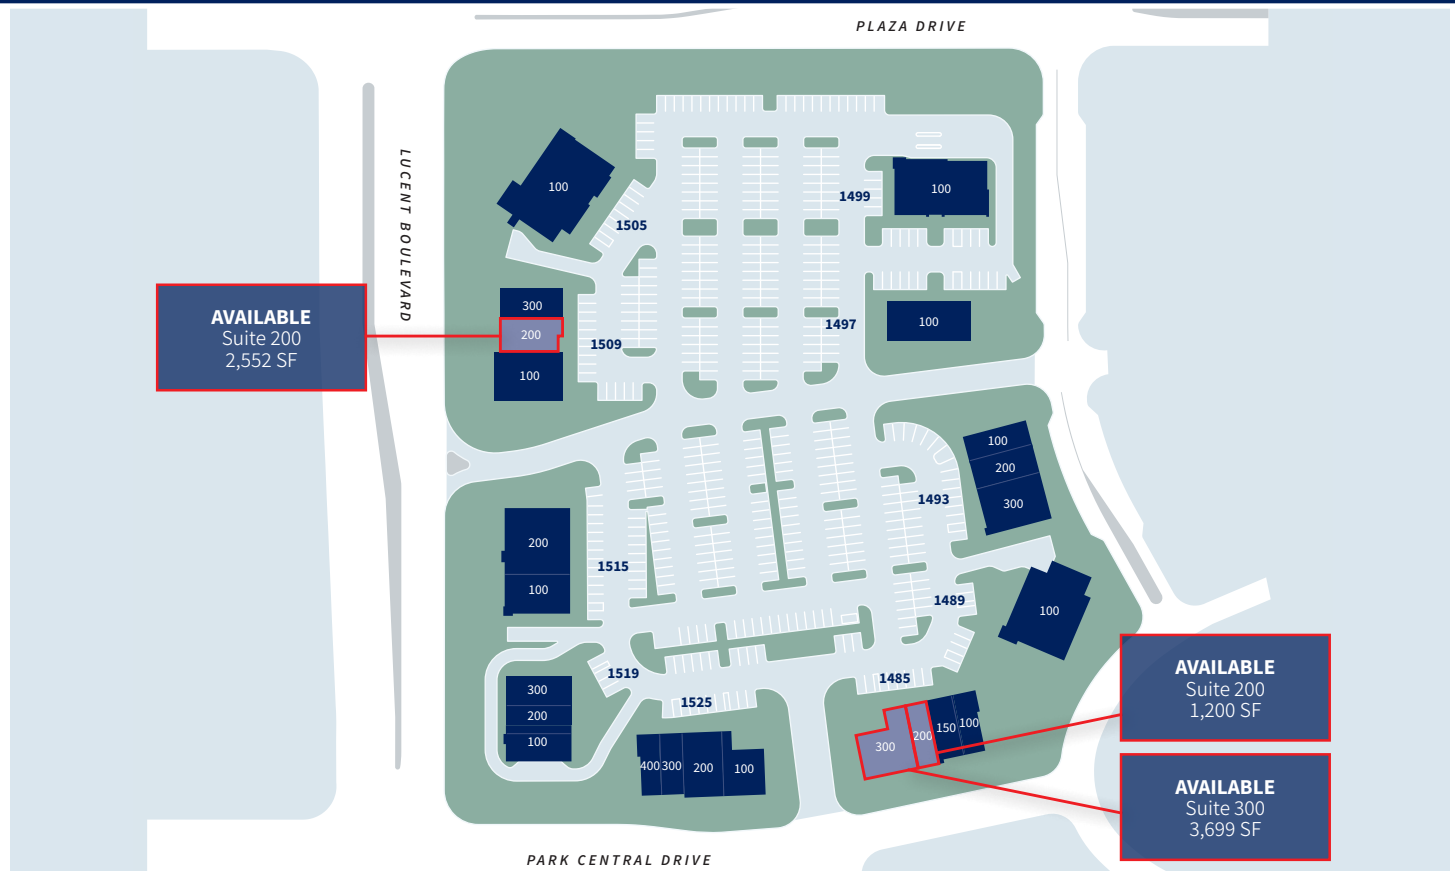 PLAZA DRIVE
LUCENT BOULEVARD
100
1505
1499
100
300
200
100
1509
1497
100
AVAILABLE
Suite 200
2,552 SF
100
200
300
1493
200
100
1515
1489
100
1519
300
200
100
1525
400
300
200
100
1485
300
200
150
100
AVAILABLE
Suite 200
1,200 SF
AVAILABLE
Suite 300
3,699 SF
PARK CENTRAL DRIVE